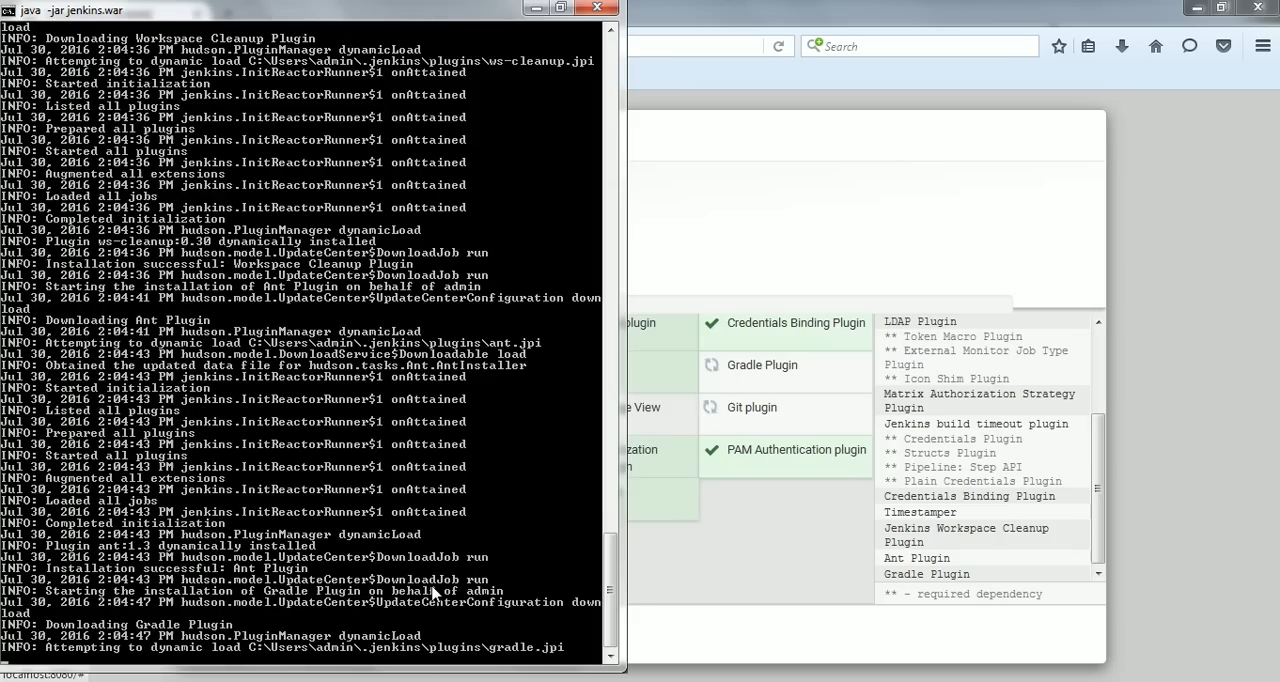 java -jar jenkins.war
load
INFO: Downloading Workspace Cleanup Plugin
Jul 30, 2016 2:04:36 PM hudson.PluginManager dynamicLoad
INFO: Attempting to dynamic load C:\Users\admin\.jenkins\plugins\ws-cleanup.jpi
Jul 30, 2016 2:04:36 PM jenkins.InitReactorRunner$1 onAttained
INFO: Started initialization
Jul 30, 2016 2:04:36 PM jenkins.InitReactorRunner$1 onAttained
INFO: Listed all plugins
Jul 30, 2016 2:04:36 PM jenkins.InitReactorRunner$1 onAttained
INFO: Prepared all plugins
Jul 30, 2016 2:04:36 PM jenkins.InitReactorRunner$1 onAttained
INFO: Started all plugins
Jul 30, 2016 2:04:36 PM jenkins.InitReactorRunner$1 onAttained
INFO: Augmented all extensions
Jul 30, 2016 2:04:36 PM jenkins.InitReactorRunner$1 onAttained
INFO: Loaded all jobs
Jul 30, 2016 2:04:36 PM jenkins.InitReactorRunner$1 onAttained
INFO: Completed initialization
Jul 30, 2016 2:04:36 PM hudson.PluginManager dynamicLoad
INFO: Plugin ws-cleanup:0.30 dynamically installed
Jul 30, 2016 2:04:36 PM hudson.model.UpdateCenter$DownloadJob run
INFO: Installation successful: Workspace Cleanup Plugin
Jul 30, 2016 2:04:36 PM hudson.model.UpdateCenter$DownloadJob run
INFO: Starting the installation of Ant Plugin on behalf of admin
Jul 30, 2016 2:04:41 PM hudson.model.UpdateCenter$UpdateCenterConfiguration down
load
INFO: Downloading Ant Plugin
Jul 30, 2016 2:04:41 PM hudson.PluginManager dynamicLoad
INFO: Attempting to dynamic load C:\Users\admin\.jenkins\plugins\ant.jpi
Jul 30, 2016 2:04:43 PM hudson.model.DownloadService$Downloadable load
INFO: Obtained the updated data file for hudson.tasks.Ant.AntInstaller
Jul 30, 2016 2:04:43 PM jenkins.InitReactorRunner$1 onAttained
INFO: Started initialization
Jul 30, 2016 2:04:43 PM jenkins.InitReactorRunner$1 onAttained
INFO: Listed all plugins
Jul 30, 2016 2:04:43 PM jenkins.InitReactorRunner$1 onAttained
INFO: Prepared all plugins
Jul 30, 2016 2:04:43 PM jenkins.InitReactorRunner$1 onAttained
INFO: Started all plugins
Jul 30, 2016 2:04:43 PM jenkins.InitReactorRunner$1 onAttained
INFO: Augmented all extensions
Jul 30, 2016 2:04:43 PM jenkins.InitReactorRunner$1 onAttained
INFO: Loaded all jobs
Jul 30, 2016 2:04:43 PM jenkins.InitReactorRunner$1 onAttained
INFO: Completed initialization
Jul 30, 2016 2:04:43 PM hudson.PluginManager dynamicLoad
INFO: Plugin ant:1.3 dynamically installed
Jul 30, 2016 2:04:43 PM hudson.model.UpdateCenter$DownloadJob run
INFO: Installation successful: Ant Plugin
Jul 30, 2016 2:04:43 PM hudson.model.UpdateCenter$DownloadJob run
INFO: Starting the installation of Gradle Plugin on behalf of admin
Jul 30, 2016 2:04:47 PM hudson.model.UpdateCenter$UpdateCenterConfiguration down
load
INFO: Downloading Gradle Plugin
Jul 30, 2016 2:04:47 PM hudson.PluginManager dynamicLoad
INFO: Attempting to dynamic load C:\Users\admin\.jenkins\plugins\gradle.jpi
localhost:8080/#
Search
plugin
e View
zation
n
Credentials Binding Plugin
Gradle Plugin
Git plugin
PAM Authentication plugin
LDAP Plugin
** Token Macro Plugin
** External Monitor Job Type
Plugin
** Icon Shim Plugin
Matrix Authorization Strategy
Plugin
Jenkins build timeout plugin
** Credentials Plugin
** Structs Plugin
** Pipeline: Step API
** Plain Credentials Plugin
Credentials Binding Plugin
Timestamper
Jenkins Workspace Cleanup
Plugin
Ant Plugin
Gradle Plugin
** - required dependency